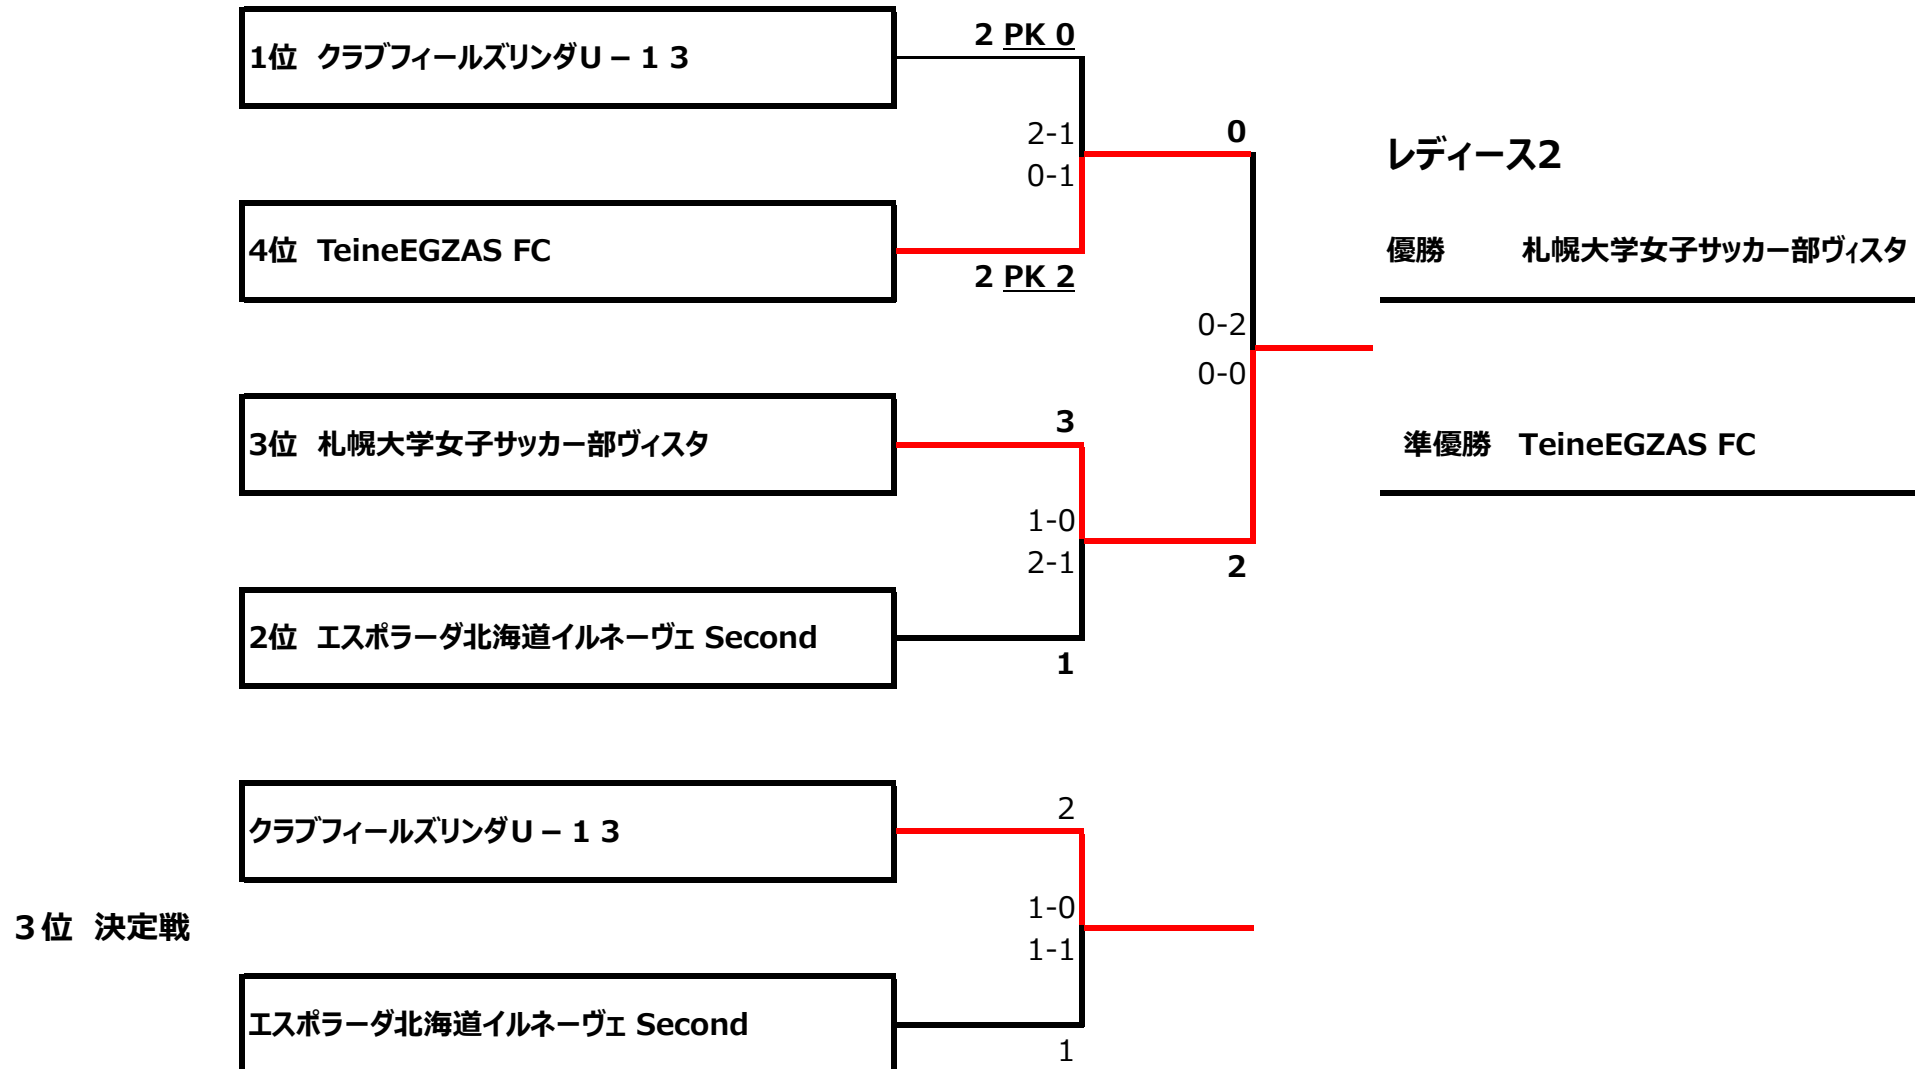 2 PK 0
1位 クラブフィールズリンダU－１３
2-1
0
レディース2
0-1
4位 TeineEGZAS FC
優勝 札幌大学女子サッカー部ヴィスタ
2 PK 2
0-2
0-0
3
3位 札幌大学女子サッカー部ヴィスタ
準優勝 TeineEGZAS FC
1-0
2-1
2
2位 エスポラーダ北海道イルネーヴェ Second
1
2
クラブフィールズリンダU－１３
1-0
３位 決定戦
1-1
エスポラーダ北海道イルネーヴェ Second
1